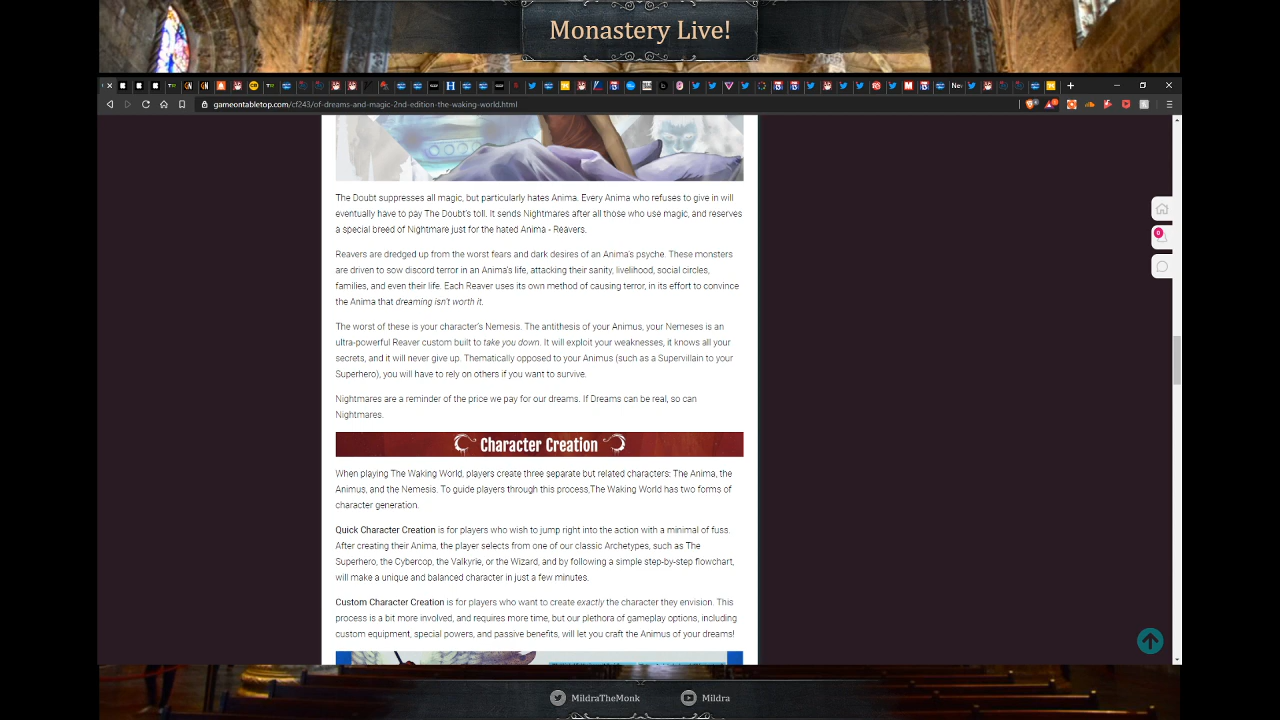 Monastery Live!
gameontabletop.com/cf243/of-dreams-and-magic-2nd-edition-the-waking-world.html
The Doubt suppresses all magic, but particularly hates Anima. Every Anima who refuses to give in will
eventually have to pay The Doubt's toll. It sends Nightmares after all those who use magic, and reserves
a special breed of Nightmare just for the hated Anima - Reavers.
Reavers are dredged up from the worst fears and dark desires of an Anima's psyche. These monsters
are driven to sow discord terror in an Anima's life, attacking their sanity, livelihood, social circles,
families, and even their life. Each Reaver uses its own method of causing terror, in its effort to convince
the Anima that dreaming isn't worth it.
The worst of these is your character's Nemesis. The antithesis of your Animus, your Nemeses is an
ultra-powerful Reaver custom built to take you down. It will exploit your weaknesses, it knows all your
secrets, and it will never give up. Thematically opposed to your Animus (such as a Supervillain to your
Superhero), you will have to rely on others if you want to survive.
Nightmares are a reminder of the price we pay for our dreams. If Dreams can be real, so can
Nightmares.
Character Creation
When playing The Waking World, players create three separate but related characters: The Anima, the
Animus, and the Nemesis. To guide players through this process,The Waking World has two forms of
character generation.
Quick Character Creation is for players who wish to jump right into the action with a minimal of fuss.
After creating their Anima, the player selects from one of our classic Archetypes, such as The
Superhero, the Cybercop, the Valkyrie, or the Wizard, and by following a simple step-by-step flowchart,
will make a unique and balanced character in just a few minutes.
Custom Character Creation is for players who want to create exactly the character they envision. This
process is a bit more involved, and requires more time, but our plethora of gameplay options, including
custom equipment, special powers, and passive benefits, will let you craft the Animus of your dreams!
MildraTheMonk
Mildra